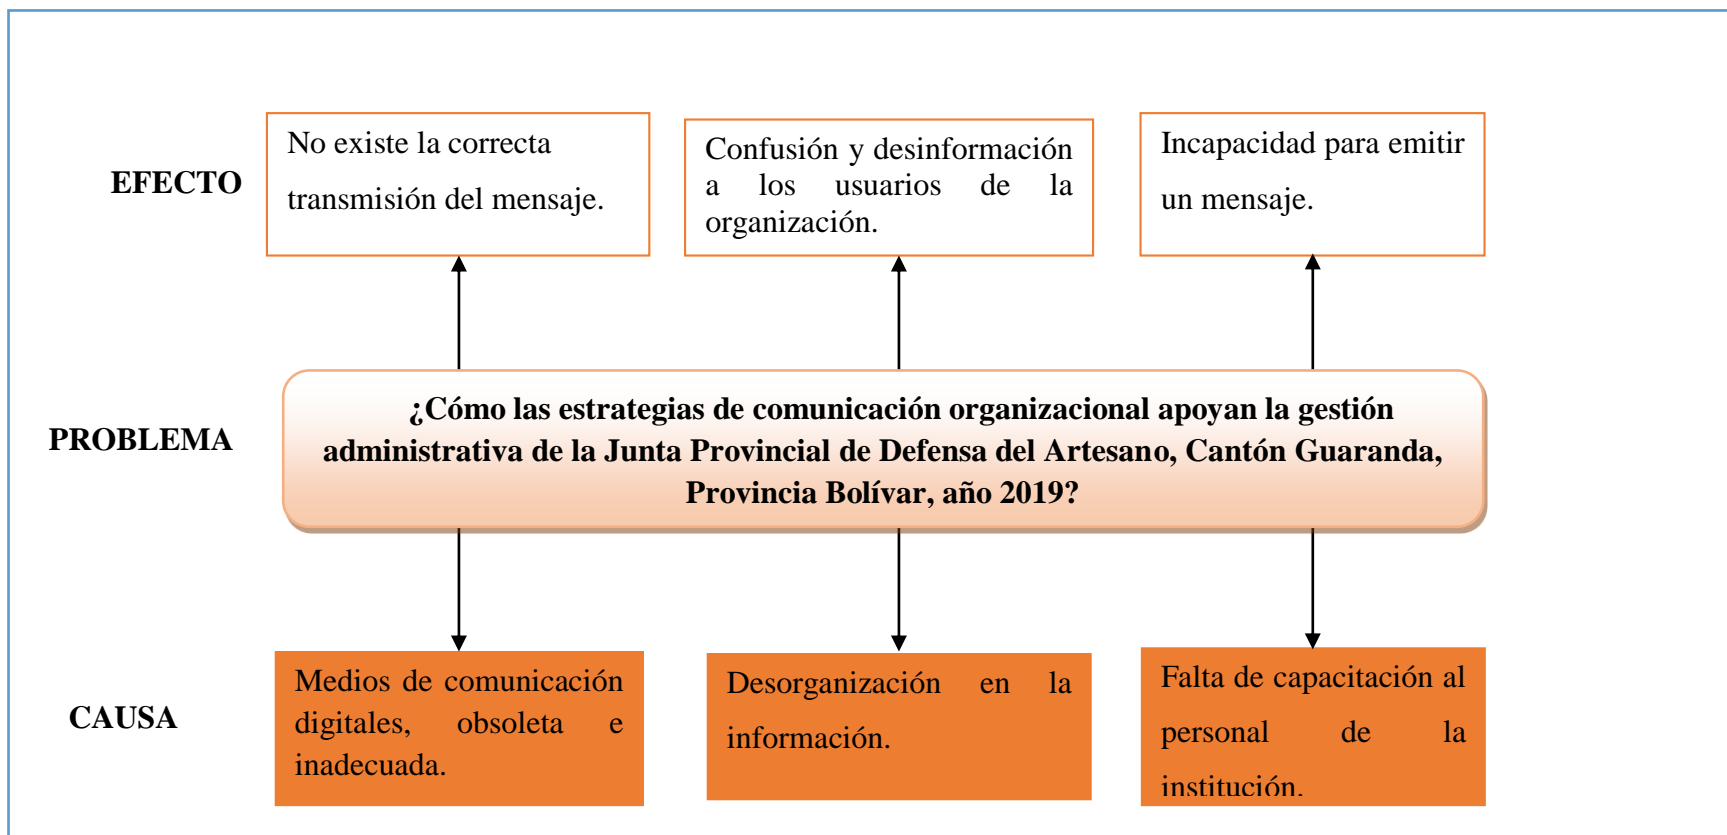 EFECTO
No existe la correcta
transmisión del mensaje.
Confusión y desinformación
a los usuarios de la
organización.
Incapacidad para emitir
un mensaje.
PROBLEMA
¿Cómo las estrategias de comunicación organizacional apoyan la gestión
administrativa de la Junta Provincial de Defensa del Artesano, Cantón Guaranda,
Provincia Bolívar, año 2019?
CAUSA
Medios de comunicación
digitales, obsoleta e
inadecuada.
Desorganización en la
información.
Falta de capacitación al
personal de la
institución.